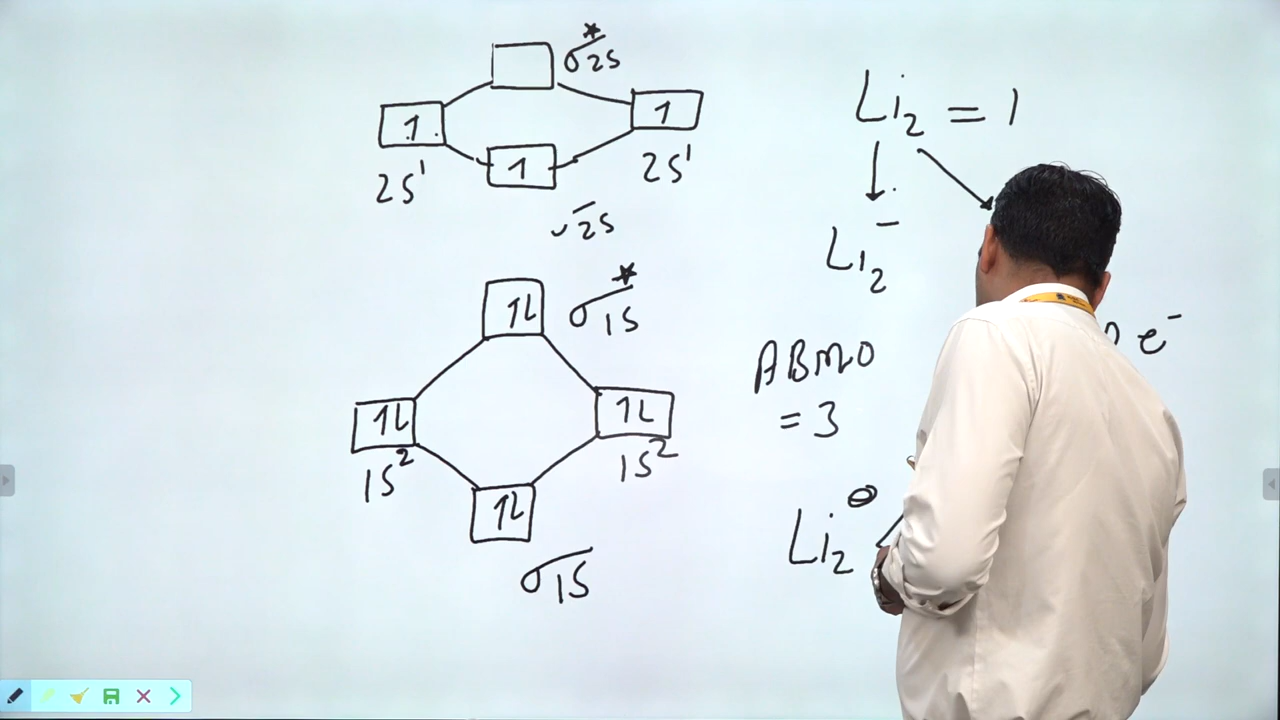 σ*2s
1
1
2s¹
1
2s¹
σ2s
1L
σ*1s
1L
1L
1s²
1s²
1L
σ1s
Li₂ = 1
Li₂⁻
e⁻
ABMO
= 3
Li₂⊖